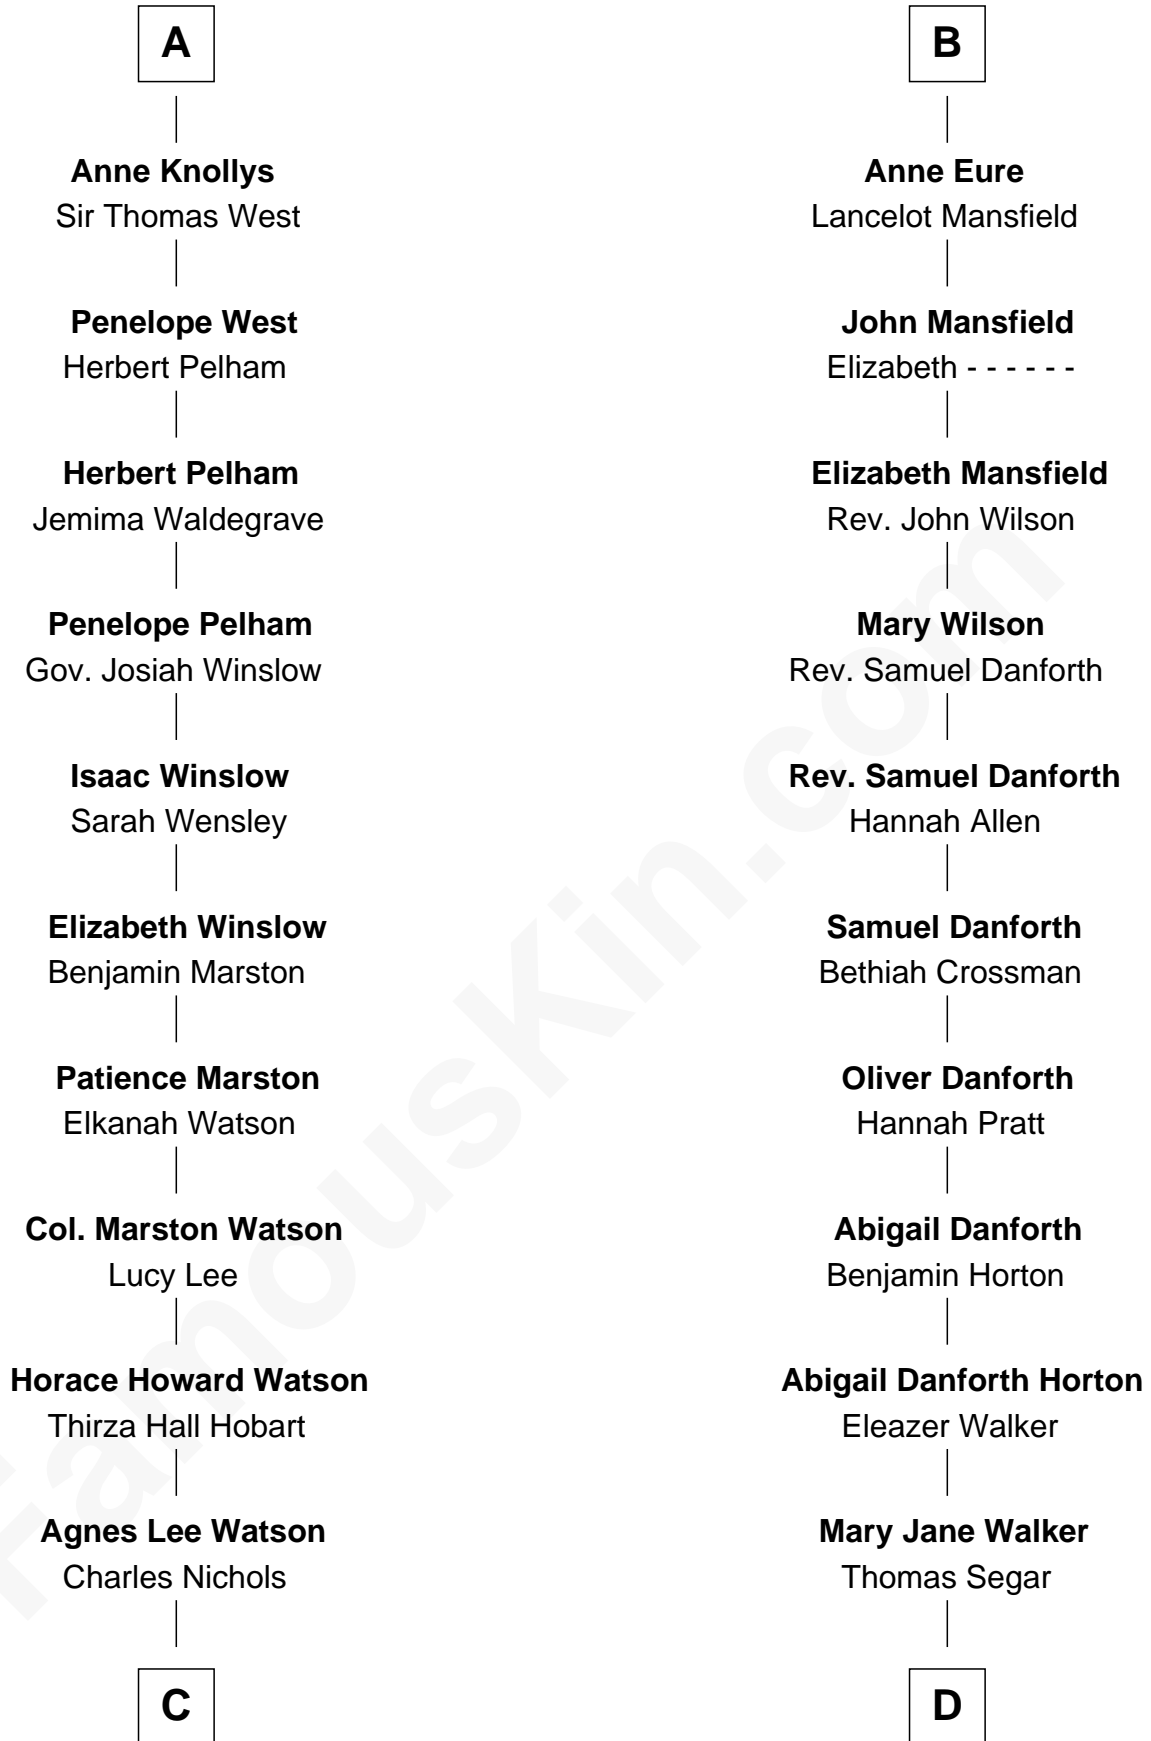 A
Anne Knollys
Sir Thomas West
Penelope West
Herbert Pelham
Herbert Pelham
Jemima Waldegrave
Penelope Pelham
Gov. Josiah Winslow
Isaac Winslow
Sarah Wensley
Elizabeth Winslow
Benjamin Marston
Patience Marston
Elkanah Watson
Col. Marston Watson
Lucy Lee
Horace Howard Watson
Thirza Hall Hobart
Agnes Lee Watson
Charles Nichols
C
B
Anne Eure
Lancelot Mansfield
John Mansfield
Elizabeth - - - - - -
Elizabeth Mansfield
Rev. John Wilson
Mary Wilson
Rev. Samuel Danforth
Rev. Samuel Danforth
Hannah Allen
Samuel Danforth
Bethiah Crossman
Oliver Danforth
Hannah Pratt
Abigail Danforth
Benjamin Horton
Abigail Danforth Horton
Eleazer Walker
Mary Jane Walker
Thomas Segar
D
FamousKin.com